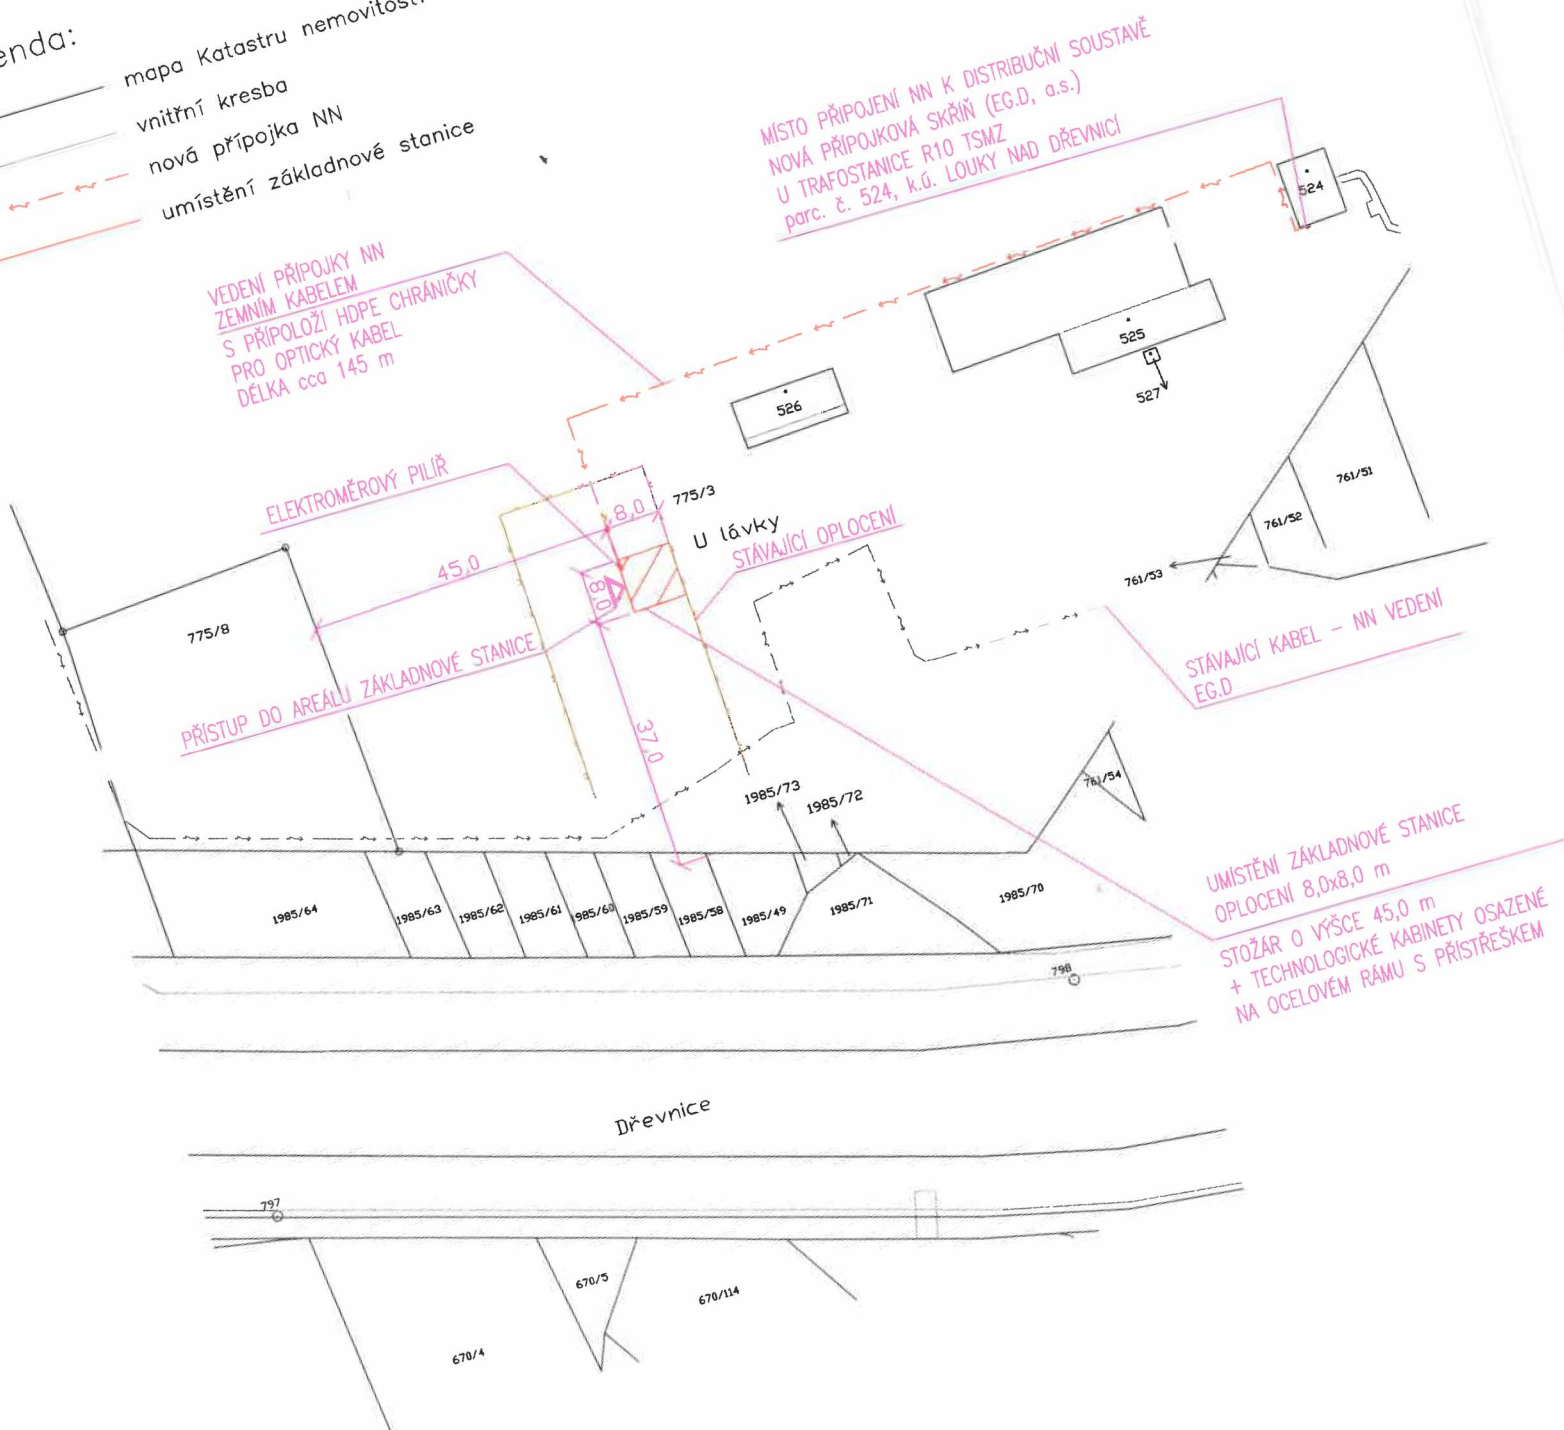 enda:
mapa Katastru nemovitostí
vnitřní kresba
nová přípojka NN
umístění základnové stanice
MÍSTO PŘIPOJENÍ NN K DISTRIBUČNÍ SOUSTAVĚ
NOVÁ PŘÍPOJKOVÁ SKŘÍŇ (EG.D, a.s.)
U TRAFOSTANICE R10 TSMZ
parc. č. 524, k.ú. LOUKY NAD DŘEVNICÍ
524
VEDENÍ PŘÍPOJKY NN
ZEMNÍM KABELEM
S PŘÍPOLOŽÍ HDPE CHRÁNIČKY
PRO OPTICKÝ KABEL
DÉLKA cca 145 m
525
527
526
761/51
761/52
761/53
ELEKTROMĚROVÝ PILÍŘ
8,0
775/3
U lávky
STÁVAJÍCÍ OPLOCENÍ
45,0
8,0
775/8
PŘÍSTUP DO AREÁLU ZÁKLADNOVÉ STANICE
STÁVAJÍCÍ KABEL – NN VEDENÍ
EG.D
37,0
761/54
1985/73
1985/72
UMÍSTĚNÍ ZÁKLADNOVÉ STANICE
OPLOCENÍ 8,0x8,0 m
STOŽÁR O VÝŠCE 45,0 m
+ TECHNOLOGICKÉ KABINETY OSAZENÉ
NA OCELOVÉM RÁMU S PŘÍSTŘEŠKEM
1985/64
1985/63
1985/62
1985/61
1985/60
1985/59
1985/58
1985/49
1985/71
1985/70
798
Dřevnice
797
670/5
670/114
670/4